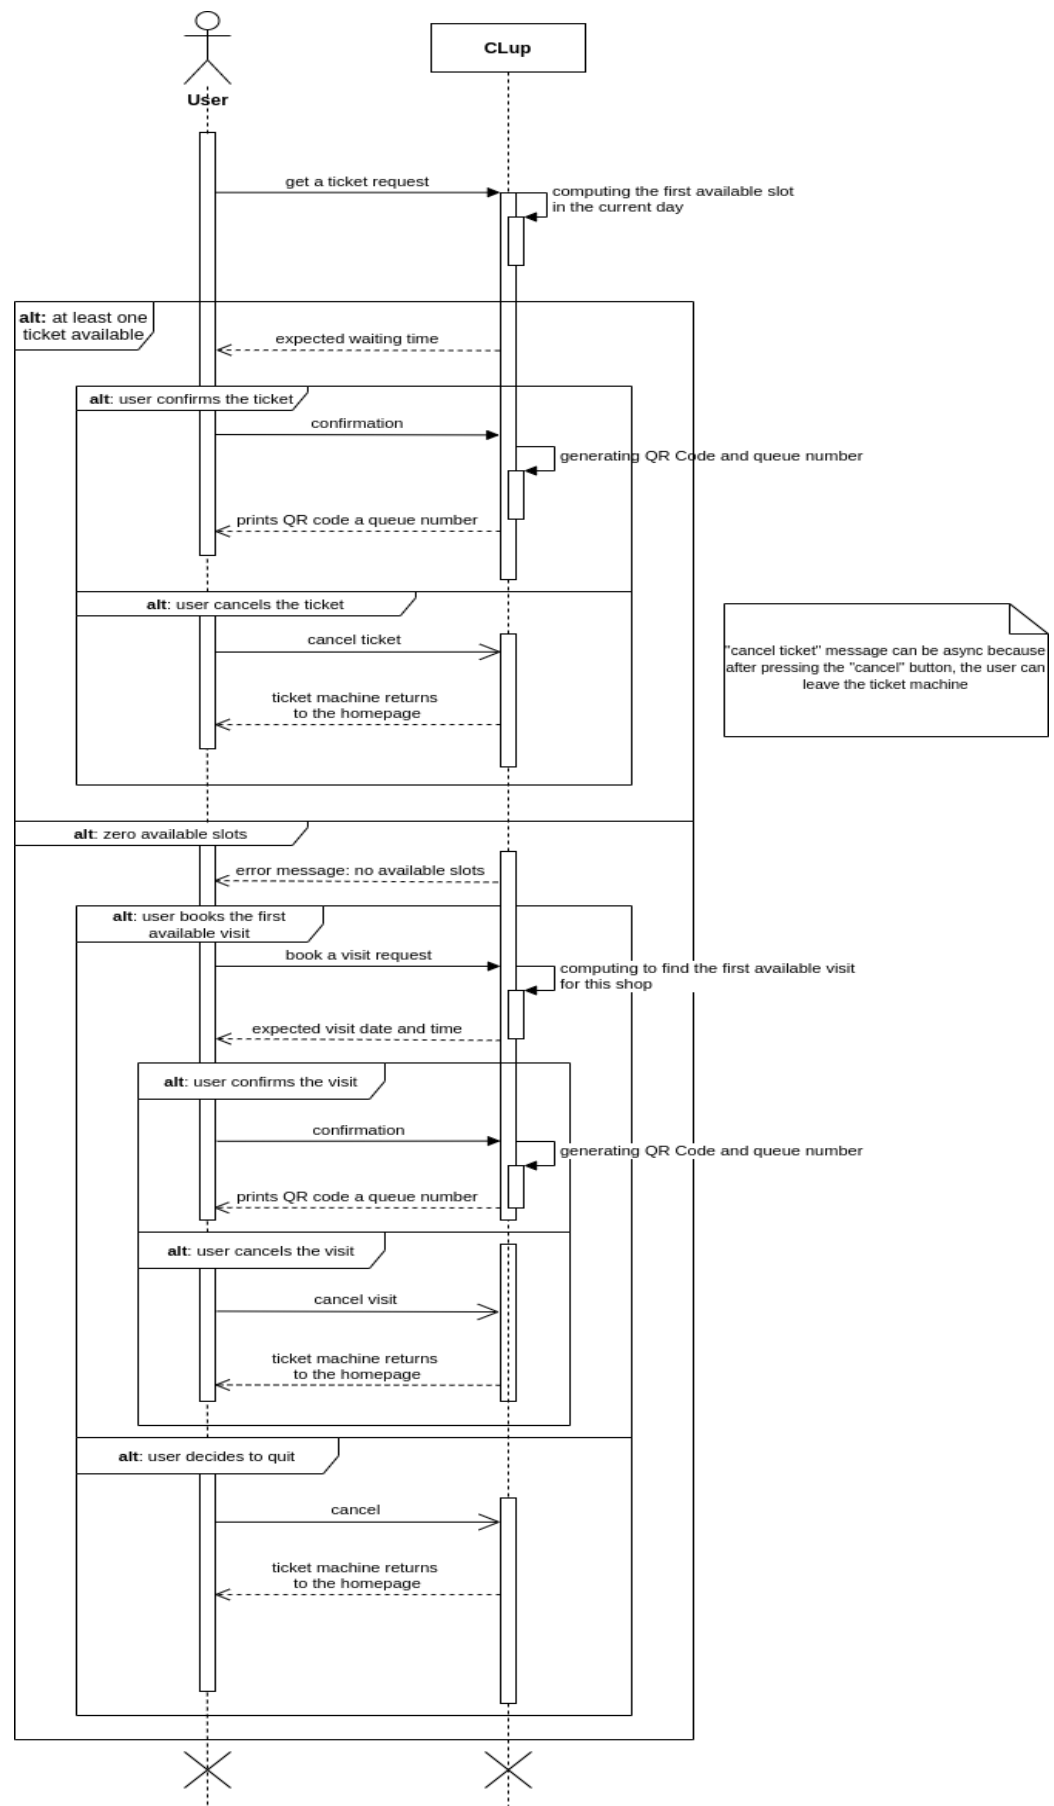 CLup
User
get a ticket request
computing the first available slot
in the current day
alt: at least one
ticket available
expected waiting time
alt: user confirms the ticket
confirmation
generating QR Code and queue number
prints QR code a queue number
alt: user cancels the ticket
cancel ticket
"cancel ticket" message can be async because
after pressing the "cancel" button, the user can
leave the ticket machine
ticket machine returns
to the homepage
alt: zero available slots
error message: no available slots
alt: user books the first
available visit
book a visit request
computing to find the first available visit
for this shop
expected visit date and time
alt: user confirms the visit
confirmation
generating QR Code and queue number
prints QR code a queue number
alt: user cancels the visit
cancel visit
ticket machine returns
to the homepage
alt: user decides to quit
cancel
ticket machine returns
to the homepage